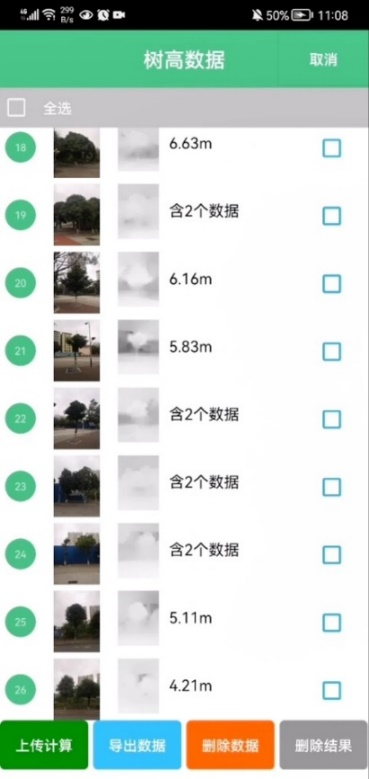 299 B/s 50% 11:08
树高数据 取消
全选
18 6.63m
19 含2个数据
20 6.16m
21 5.83m
22 含2个数据
23 含2个数据
24 含2个数据
25 5.11m
26 4.21m
上传计算 导出数据 删除数据 删除结果